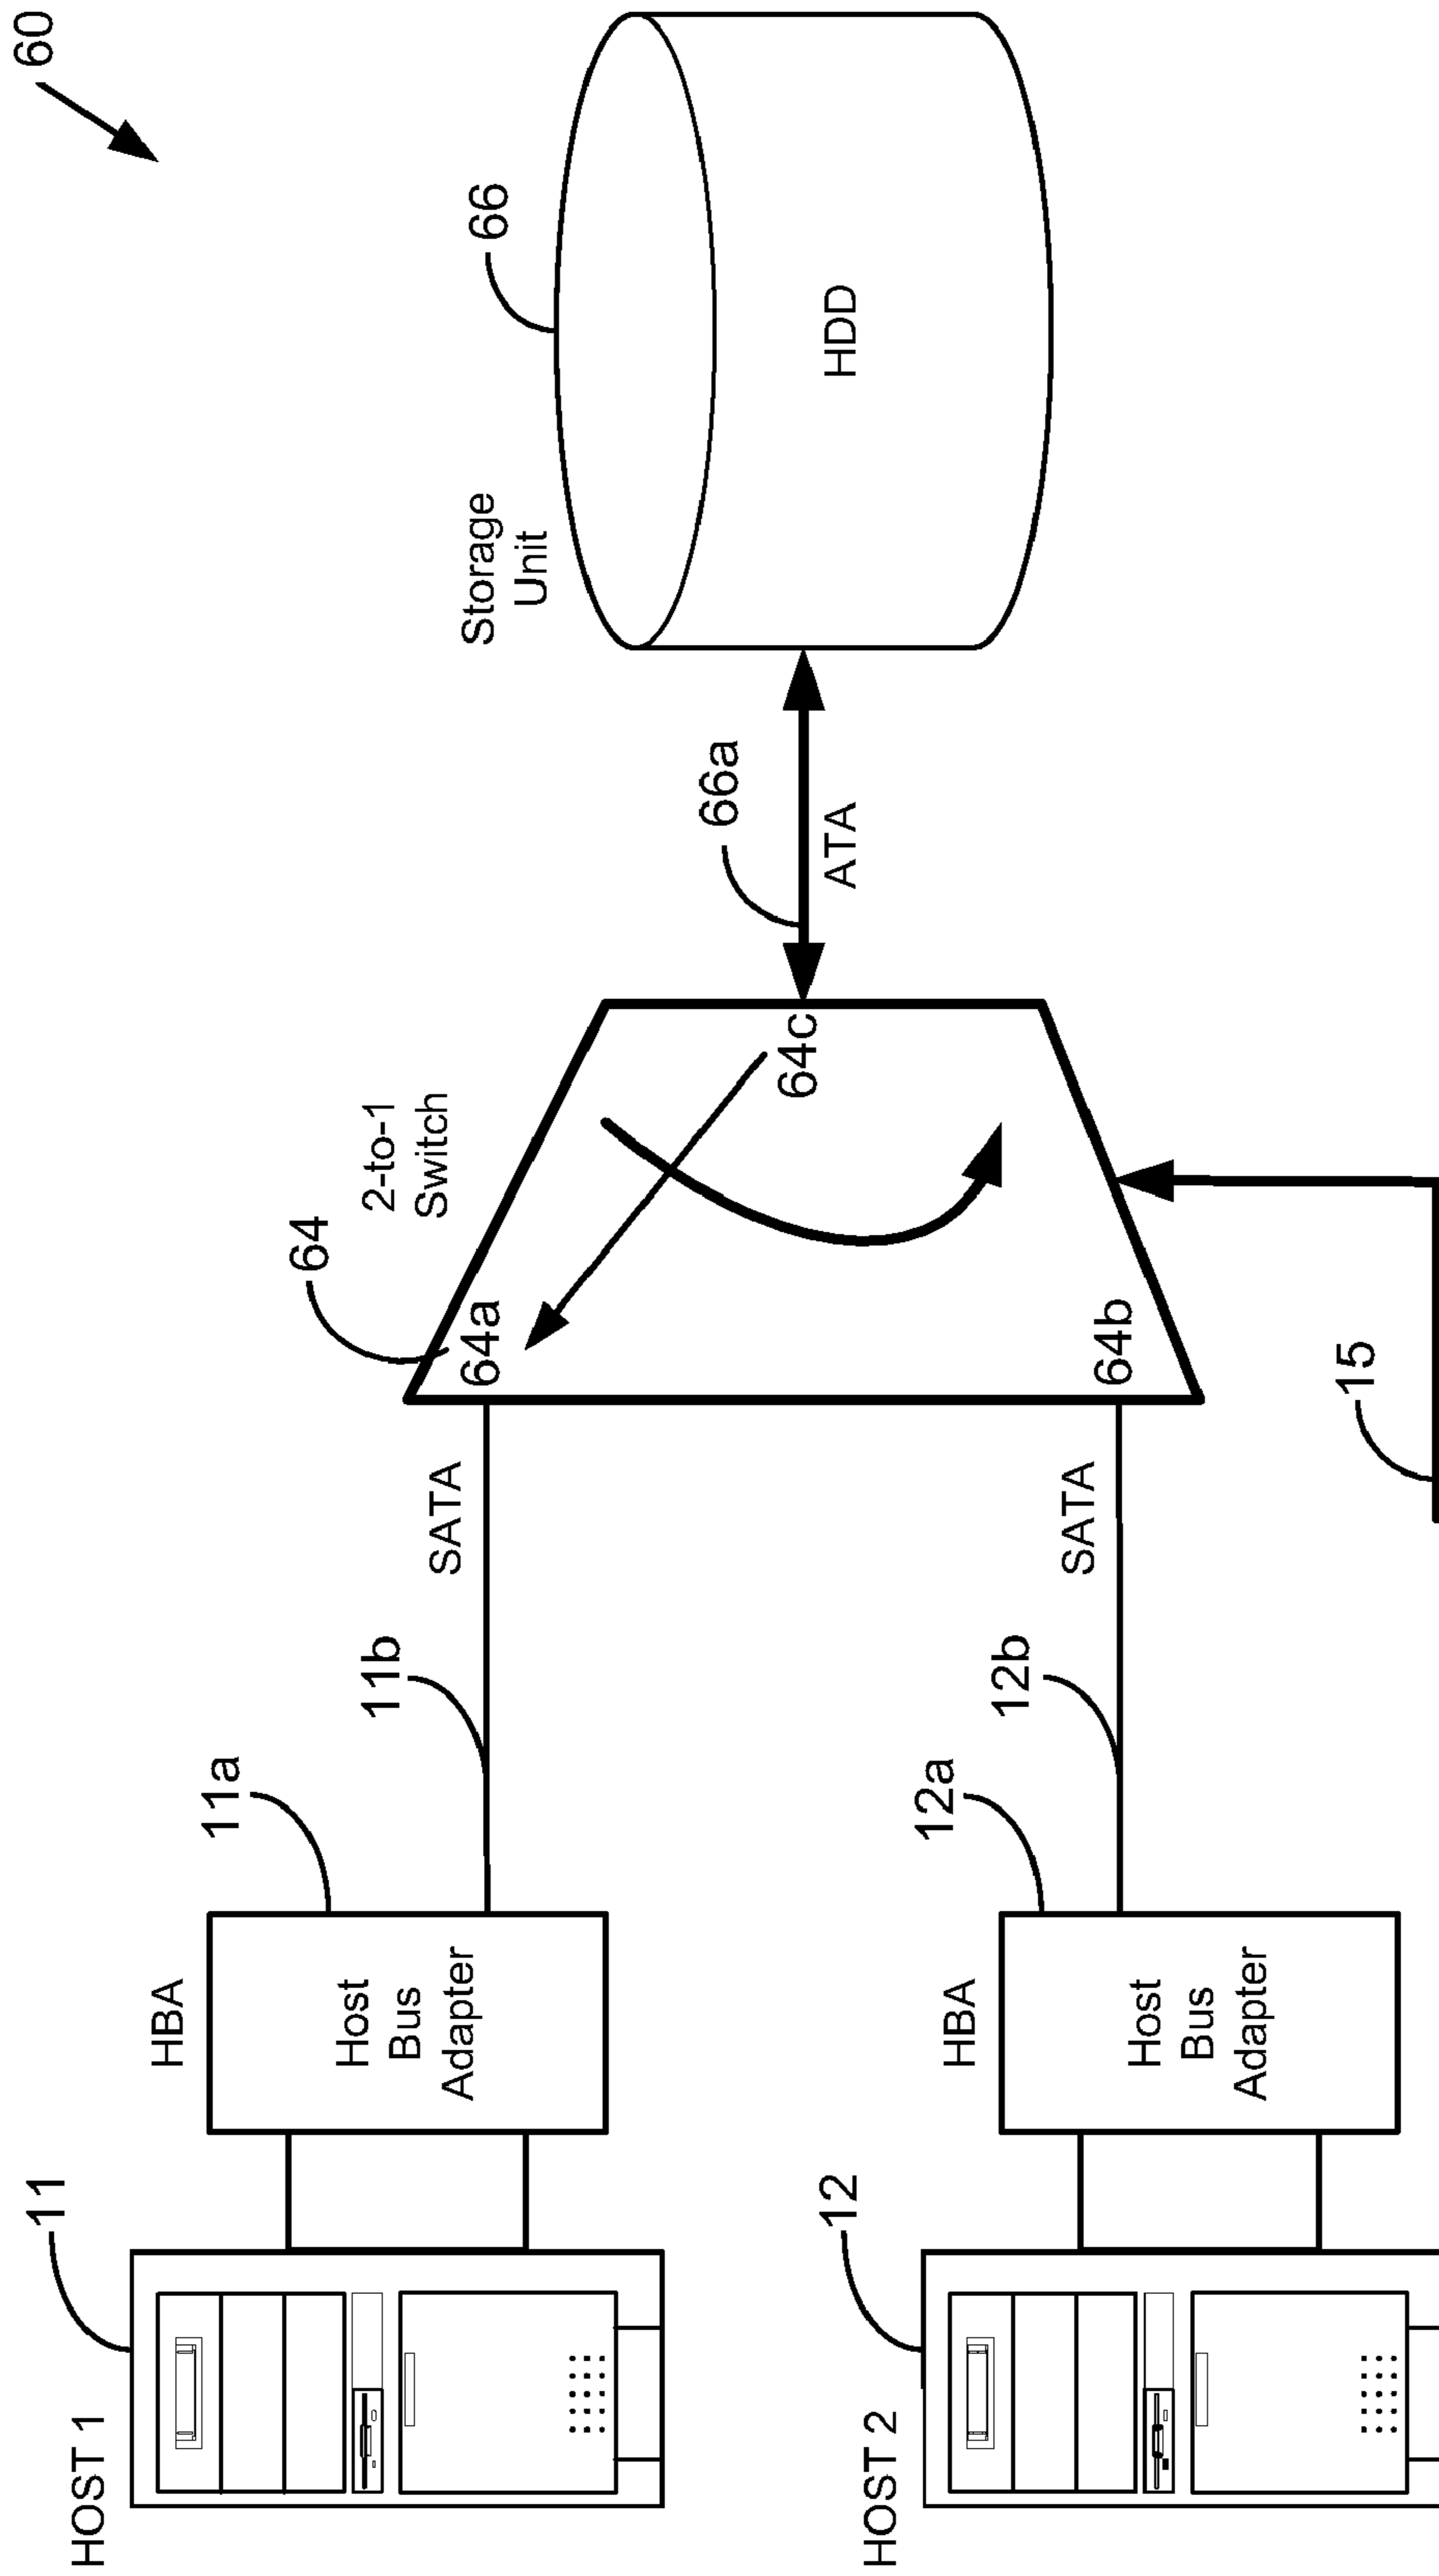 60
HOST 1
11
HBA
Host
Bus
Adapter
11a
11b
SATA
64
2-to-1
Switch
64a
64b
64c
66a
ATA
Storage
Unit
66
HDD
HOST 2
12
HBA
Host
Bus
Adapter
12a
12b
SATA
15